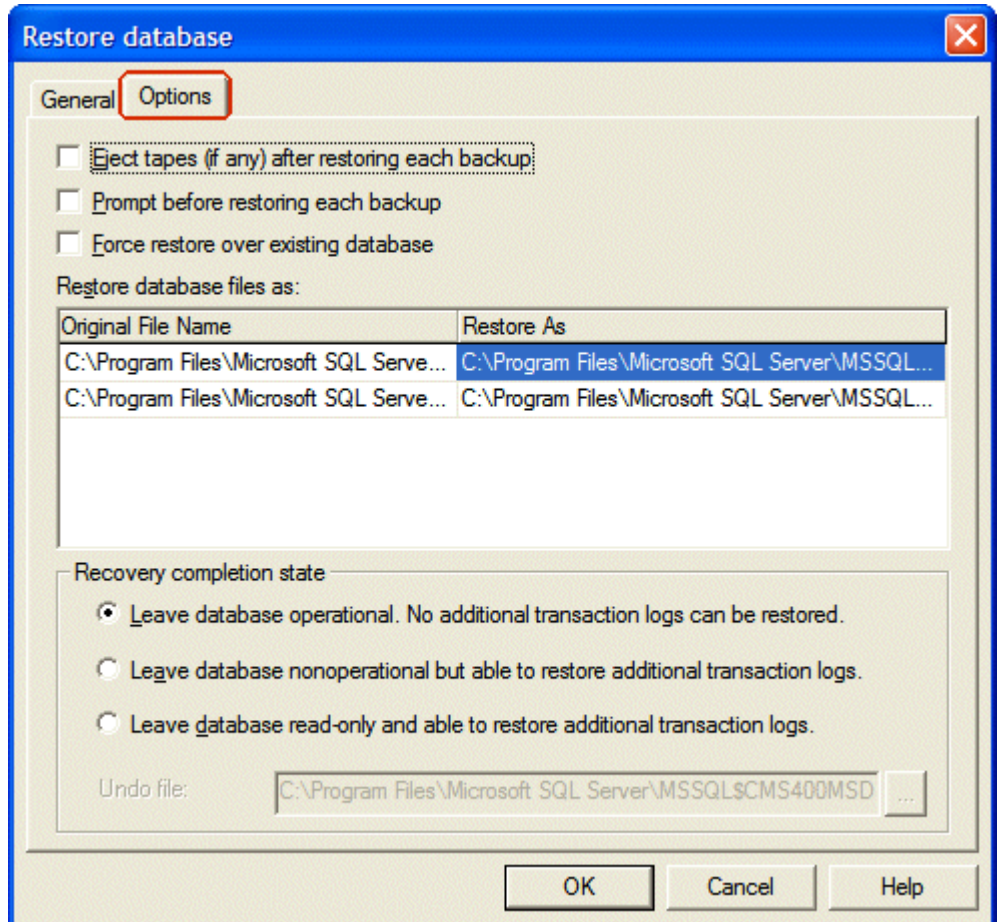 Restore database
General Options
Eject tapes (if any) after restoring each backup
Prompt before restoring each backup
Force restore over existing database
Restore database files as:
Original File Name Restore As
C:\Program Files\Microsoft SQL Serve... C:\Program Files\Microsoft SQL Server\MSSQL...
C:\Program Files\Microsoft SQL Serve... C:\Program Files\Microsoft SQL Server\MSSQL...
Recovery completion state
Leave database operational. No additional transaction logs can be restored.
Leave database nonoperational but able to restore additional transaction logs.
Leave database read-only and able to restore additional transaction logs.
Undo file: C:\Program Files\Microsoft SQL Server\MSSQL$CMS400MSD ...
OK Cancel Help